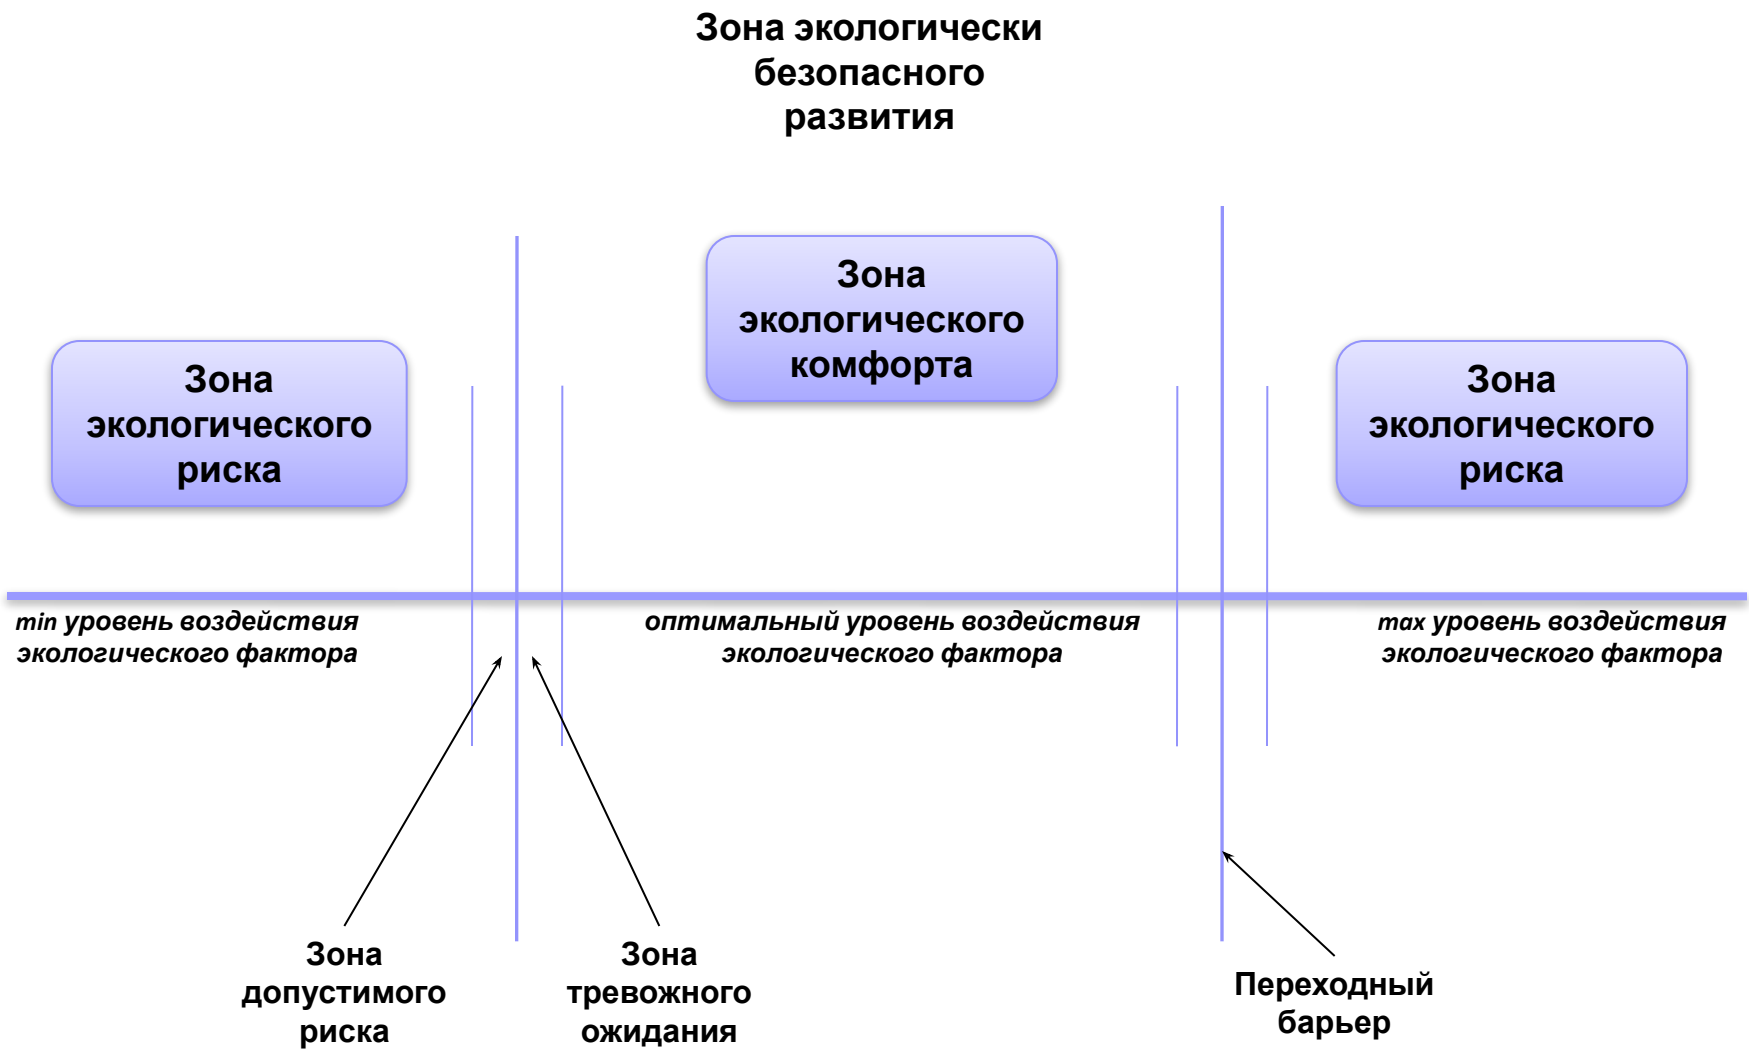 Зона экологически
безопасного
развития
Зона
экологического
комфорта
Зона
экологического
риска
Зона
экологического
риска
min уровень воздействия
экологического фактора
оптимальный уровень воздействия
экологического фактора
max уровень воздействия
экологического фактора
Зона
допустимого
риска
Зона
тревожного
ожидания
Переходный
барьер